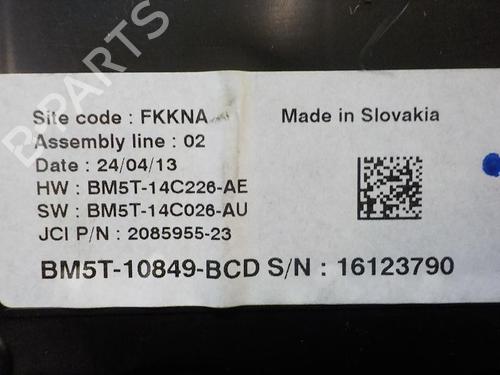 Site code : FKKNA
Made in Slovakia
Assembly line : 02
Date : 24/04/13
HW : BM5T-14C226-AE
SW : BM5T-14C026-AU
JCI P/N : 2085955-23
BM5T-10849-BCD S/N : 16123790